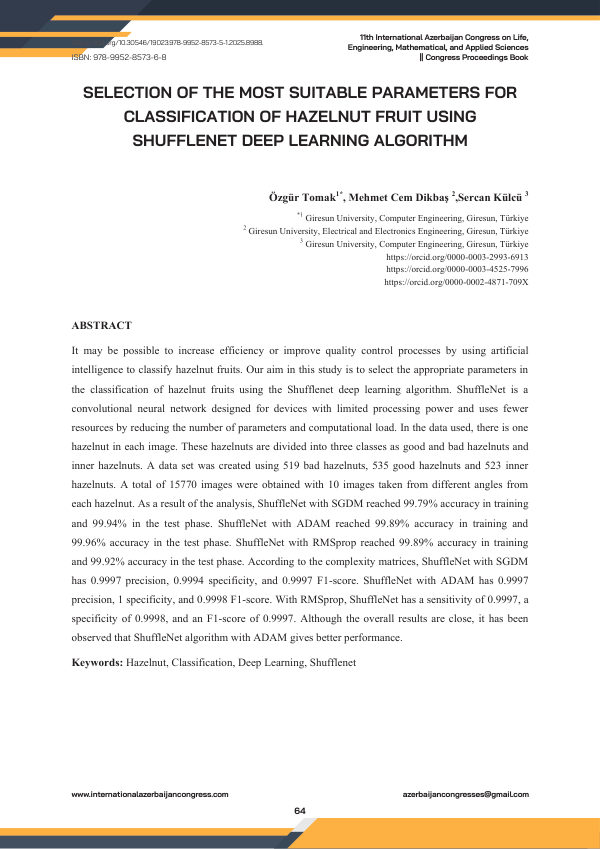 org/10.30546/19023.978-9952-8573-5-1.2025.8988.
ISBN: 978-9952-8573-6-8
11th International Azerbaijan Congress on Life,
Engineering, Mathematical, and Applied Sciences
|| Congress Proceedings Book
SELECTION OF THE MOST SUITABLE PARAMETERS FOR
CLASSIFICATION OF HAZELNUT FRUIT USING
SHUFFLENET DEEP LEARNING ALGORITHM
Özgür Tomak1*, Mehmet Cem Dikbaş 2,Sercan Külcü 3
*1 Giresun University, Computer Engineering, Giresun, Türkiye
2 Giresun University, Electrical and Electronics Engineering, Giresun, Türkiye
3 Giresun University, Computer Engineering, Giresun, Türkiye
https://orcid.org/0000-0003-2993-6913
https://orcid.org/0000-0003-4525-7996
https://orcid.org/0000-0002-4871-709X
ABSTRACT
It may be possible to increase efficiency or improve quality control processes by using artificial
intelligence to classify hazelnut fruits. Our aim in this study is to select the appropriate parameters in
the classification of hazelnut fruits using the Shufflenet deep learning algorithm. ShuffleNet is a
convolutional neural network designed for devices with limited processing power and uses fewer
resources by reducing the number of parameters and computational load. In the data used, there is one
hazelnut in each image. These hazelnuts are divided into three classes as good and bad hazelnuts and
inner hazelnuts. A data set was created using 519 bad hazelnuts, 535 good hazelnuts and 523 inner
hazelnuts. A total of 15770 images were obtained with 10 images taken from different angles from
each hazelnut. As a result of the analysis, ShuffleNet with SGDM reached 99.79% accuracy in training
and 99.94% in the test phase. ShuffleNet with ADAM reached 99.89% accuracy in training and
99.96% accuracy in the test phase. ShuffleNet with RMSprop reached 99.89% accuracy in training
and 99.92% accuracy in the test phase. According to the complexity matrices, ShuffleNet with SGDM
has 0.9997 precision, 0.9994 specificity, and 0.9997 F1-score. ShuffleNet with ADAM has 0.9997
precision, 1 specificity, and 0.9998 F1-score. With RMSprop, ShuffleNet has a sensitivity of 0.9997, a
specificity of 0.9998, and an F1-score of 0.9997. Although the overall results are close, it has been
observed that ShuffleNet algorithm with ADAM gives better performance.
Keywords: Hazelnut, Classification, Deep Learning, Shufflenet
www.internationalazerbaijancongress.com
azerbaijancongresses@gmail.com
64